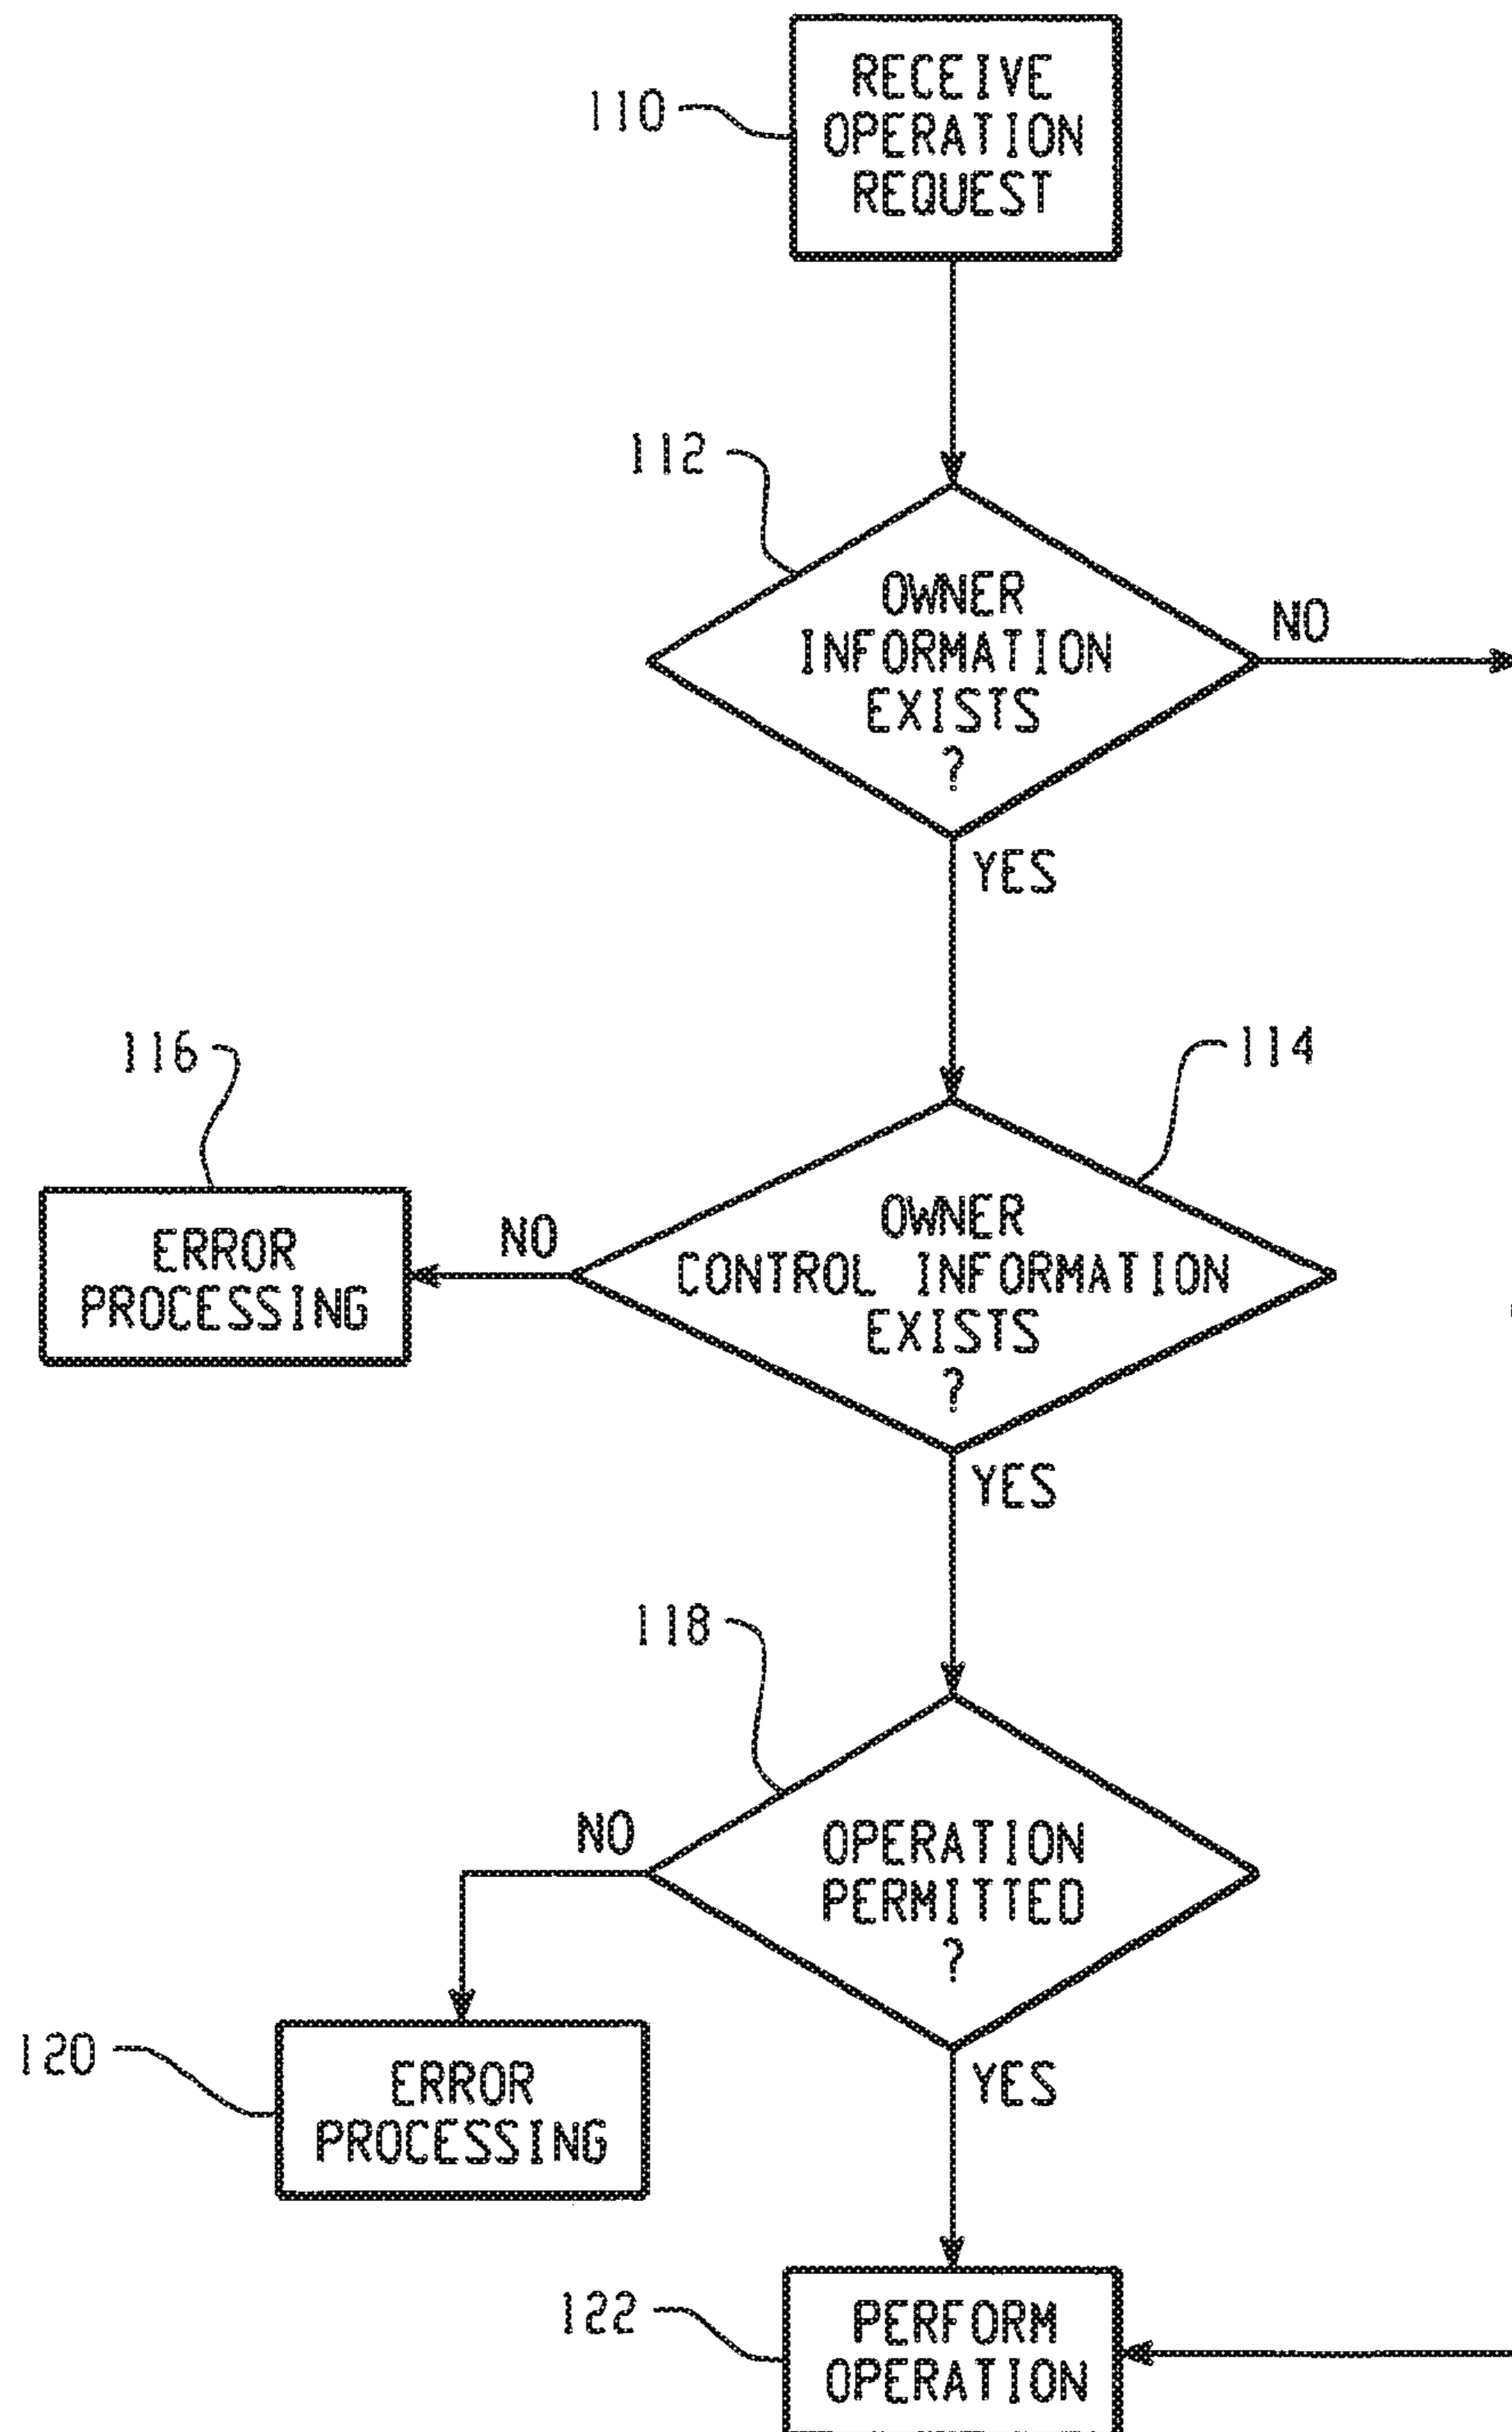 110
RECEIVE
OPERATION
REQUEST
112
OWNER
INFORMATION
EXISTS
?
NO
YES
116
114
ERROR
PROCESSING
NO
OWNER
CONTROL INFORMATION
EXISTS
?
YES
118
NO
OPERATION
PERMITTED
?
120
ERROR
PROCESSING
YES
122
PERFORM
OPERATION